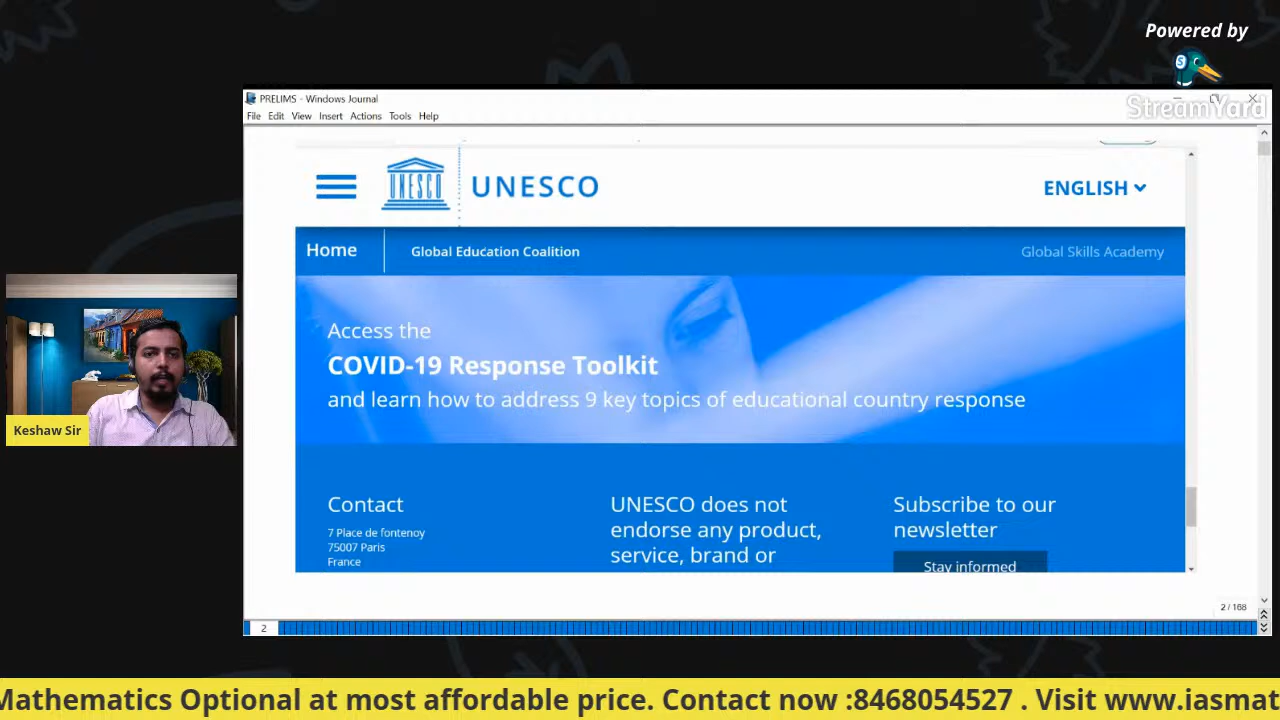 Powered by
StreamYard
PRELIMS - Windows Journal
File Edit View Insert Actions Tools Help
UNESCO
UNESCO
ENGLISH
Home
Global Education Coalition
Global Skills Academy
Access the
COVID-19 Response Toolkit
and learn how to address 9 key topics of educational country response
Contact
7 Place de fontenoy
75007 Paris
France
UNESCO does not
endorse any product,
service, brand or
Subscribe to our
newsletter
Stay informed
Keshaw Sir
2 / 168
2
Mathematics Optional at most affordable price. Contact now :8468054527 . Visit www.iasmat